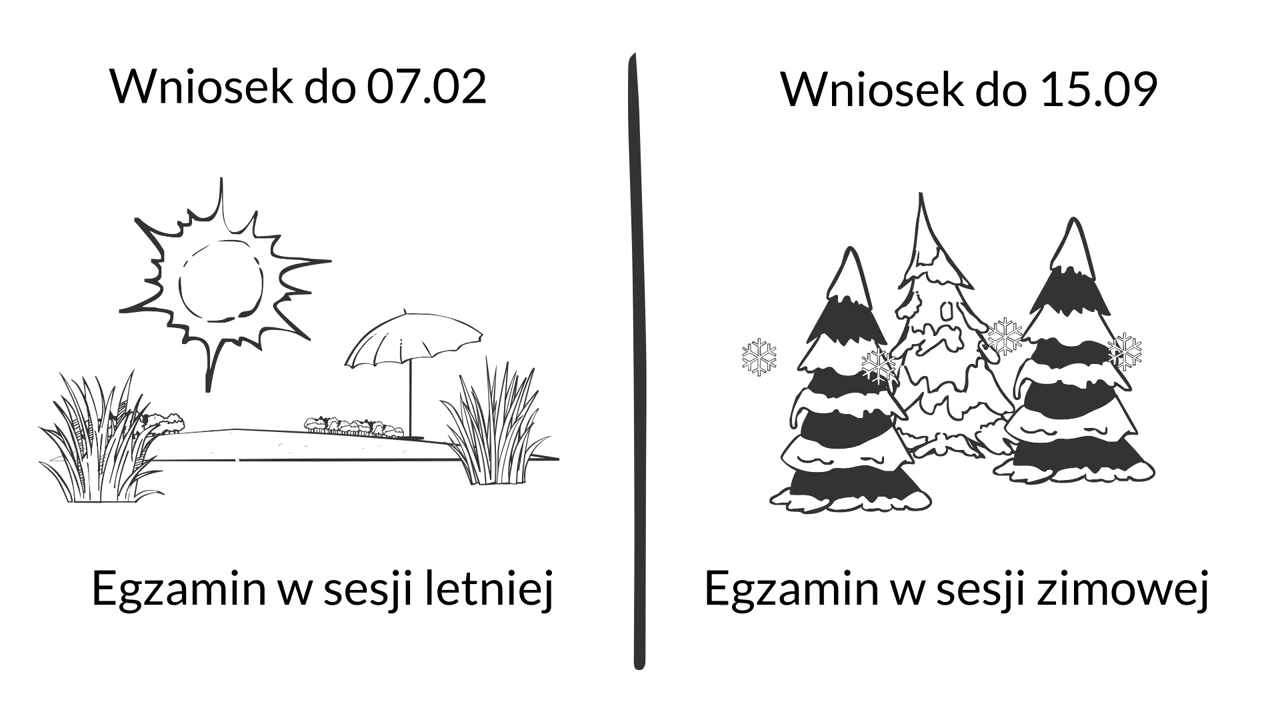 Wniosek do 07.02
Egzamin w sesji letniej
Wniosek do 15.09
Egzamin w sesji zimowej